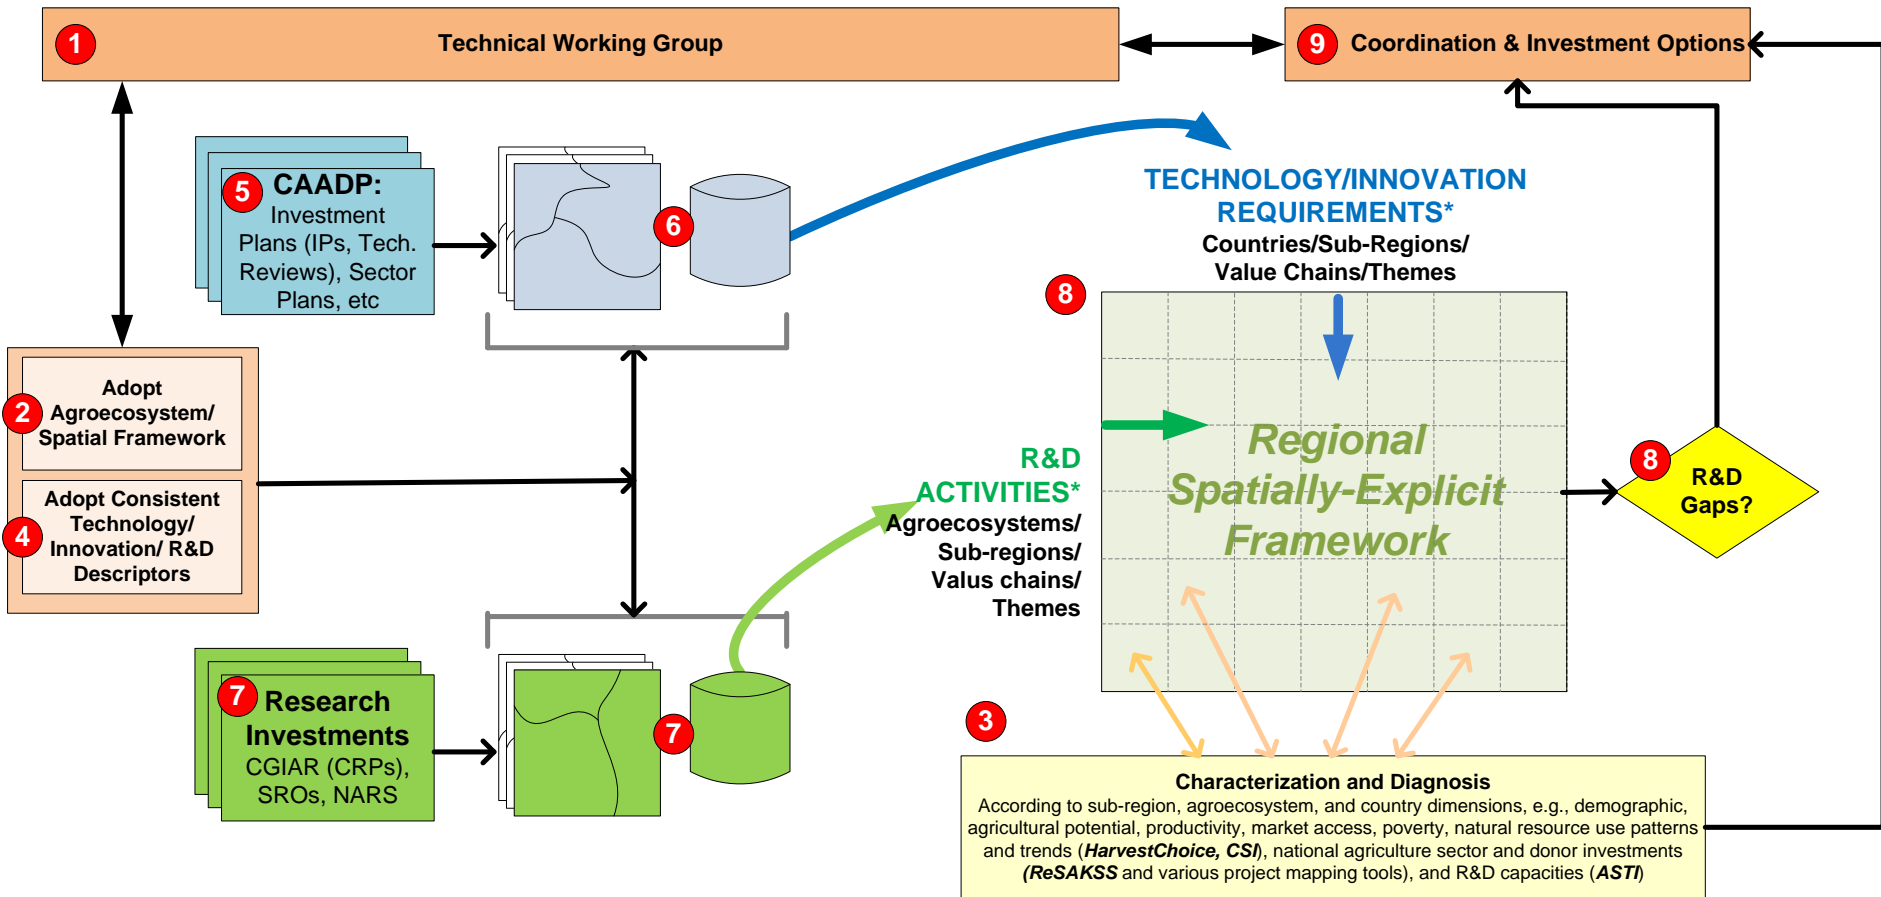 1
Technical Working Group
9
Coordination & Investment Options
5
CAADP:
Investment
Plans (IPs, Tech.
Reviews), Sector
Plans, etc
6
TECHNOLOGY/INNOVATION
REQUIREMENTS*
Countries/Sub-Regions/
Value Chains/Themes
8
2
Adopt
Agroecosystem/
Spatial Framework
4
Adopt Consistent
Technology/
Innovation/ R&D
Descriptors
R&D
ACTIVITIES*
Agroecosystems/
Sub-regions/
Valus chains/
Themes
Regional
Spatially-Explicit
Framework
8
R&D
Gaps?
7
Research
Investments
CGIAR (CRPs),
SROs, NARS
7
3
Characterization and Diagnosis
According to sub-region, agroecosystem, and country dimensions, e.g., demographic,
agricultural potential, productivity, market access, poverty, natural resource use patterns
and trends (HarvestChoice, CSI), national agriculture sector and donor investments
(ReSAKSS and various project mapping tools), and R&D capacities (ASTI)